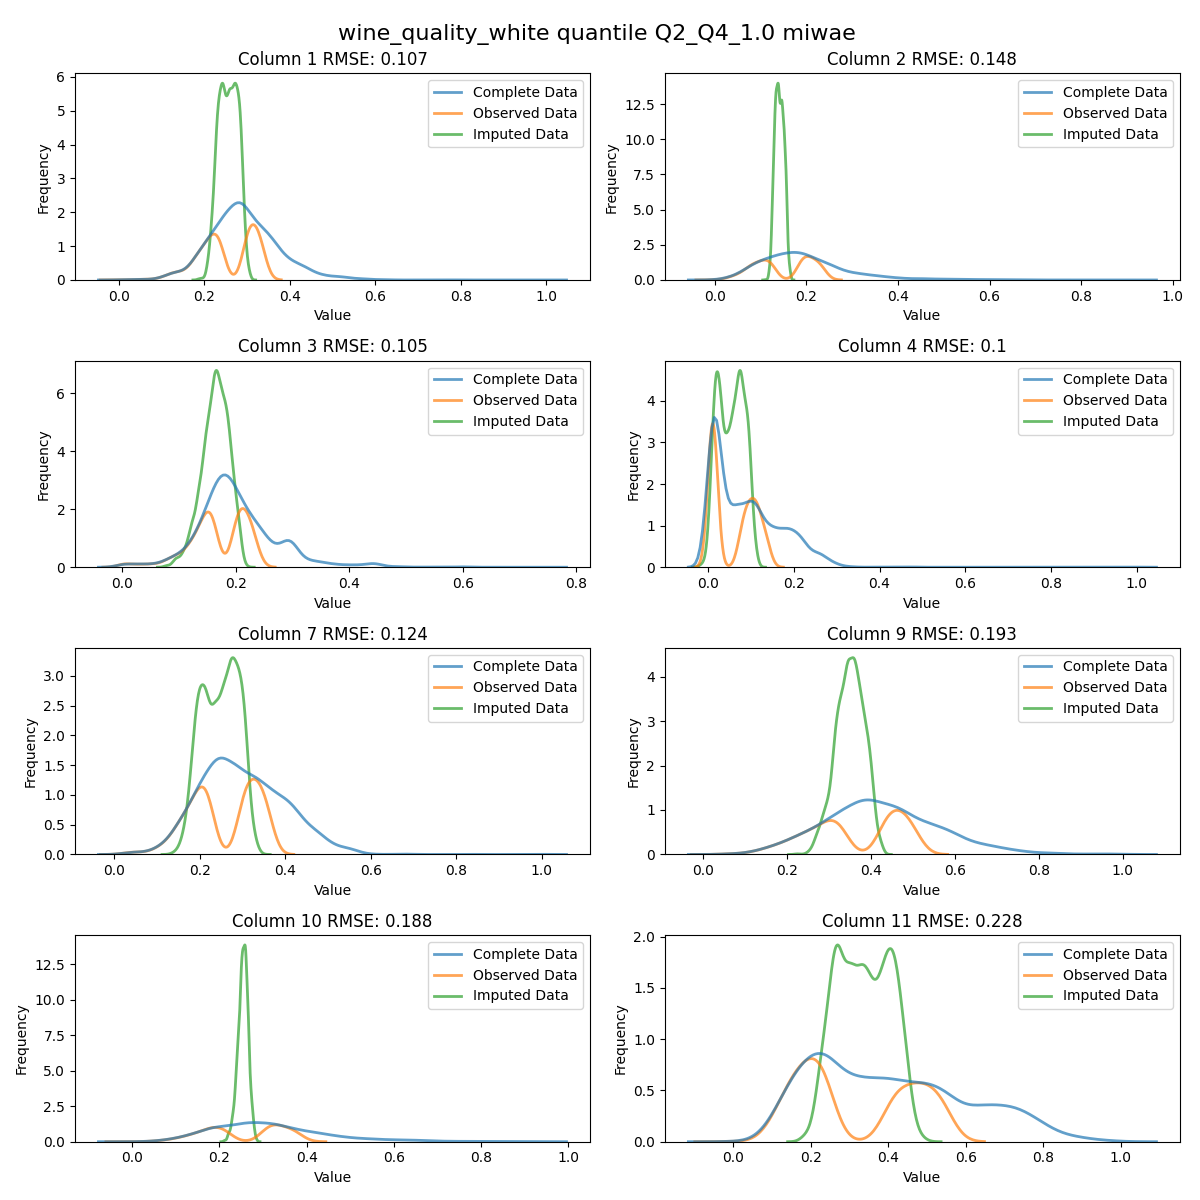 wine_quality_white quantile Q2_Q4_1.0 miwae
Column 1 RMSE: 0.107
Frequency
6
5
4
3
2
1
0
Complete Data
Observed Data
Imputed Data
0.0 0.2 0.4 0.6 0.8 1.0
Value
Column 2 RMSE: 0.148
Frequency
12.5
10.0
7.5
5.0
2.5
0.0
Complete Data
Observed Data
Imputed Data
0.0 0.2 0.4 0.6 0.8 1.0
Value
Column 3 RMSE: 0.105
Frequency
6
4
2
0
Complete Data
Observed Data
Imputed Data
0.0 0.2 0.4 0.6 0.8
Value
Column 4 RMSE: 0.1
Frequency
4
3
2
1
0
Complete Data
Observed Data
Imputed Data
0.0 0.2 0.4 0.6 0.8 1.0
Value
Column 7 RMSE: 0.124
Frequency
3.0
2.5
2.0
1.5
1.0
0.5
0.0
Complete Data
Observed Data
Imputed Data
0.0 0.2 0.4 0.6 0.8 1.0
Value
Column 9 RMSE: 0.193
Frequency
4
3
2
1
0
Complete Data
Observed Data
Imputed Data
0.0 0.2 0.4 0.6 0.8 1.0
Value
Column 10 RMSE: 0.188
Frequency
12.5
10.0
7.5
5.0
2.5
0.0
Complete Data
Observed Data
Imputed Data
0.0 0.2 0.4 0.6 0.8 1.0
Value
Column 11 RMSE: 0.228
Frequency
2.0
1.5
1.0
0.5
0.0
Complete Data
Observed Data
Imputed Data
0.0 0.2 0.4 0.6 0.8 1.0
Value